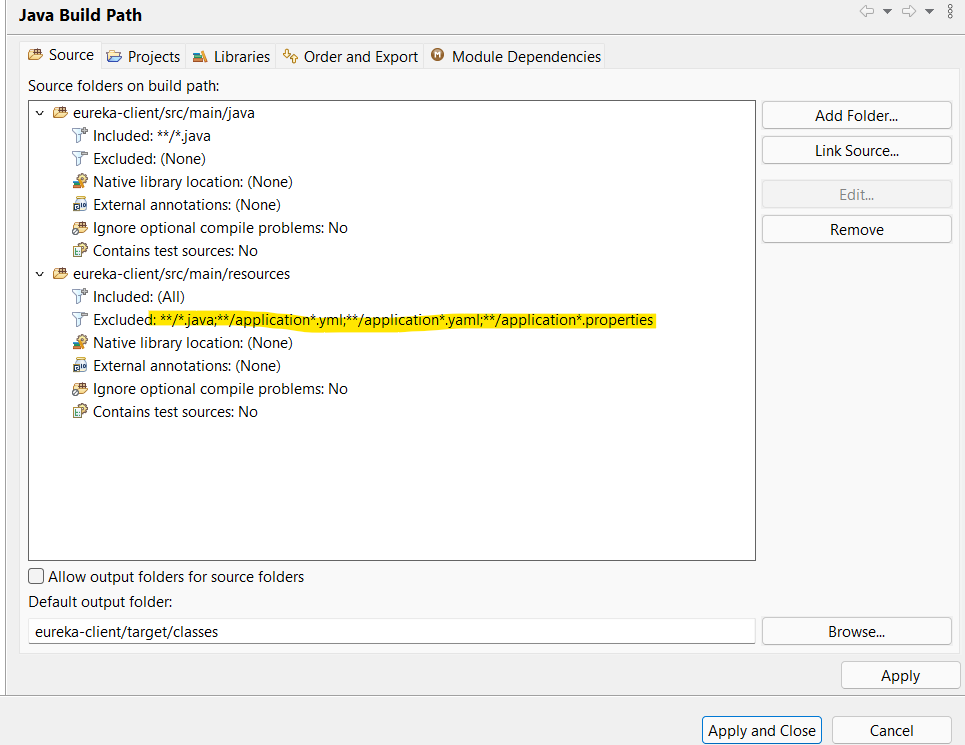 Java Build Path
Source Projects Libraries Order and Export Module Dependencies
Source folders on build path:
eureka-client/src/main/java
Included: **/*.java
Excluded: (None)
Native library location: (None)
External annotations: (None)
Ignore optional compile problems: No
Contains test sources: No
eureka-client/src/main/resources
Included: (All)
Excluded: **/*.java;**/application*.yml;**/application*.yaml;**/application*.properties
Native library location: (None)
External annotations: (None)
Ignore optional compile problems: No
Contains test sources: No
Add Folder...
Link Source...
Edit...
Remove
Allow output folders for source folders
Default output folder:
eureka-client/target/classes
Browse...
Apply
Apply and Close
Cancel